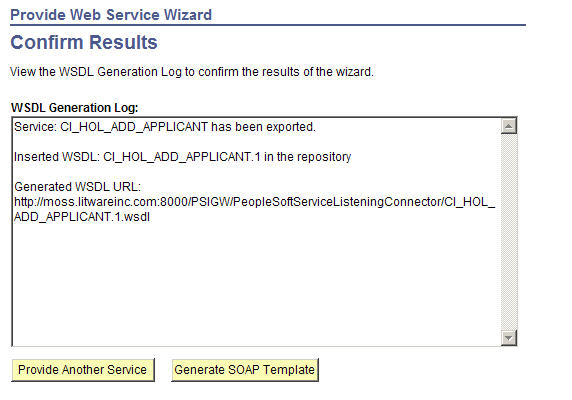 Provide Web Service Wizard
Confirm Results
View the WSDL Generation Log to confirm the results of the wizard.
WSDL Generation Log:
Service: CI_HOL_ADD_APPLICANT has been exported.
Inserted WSDL: CI_HOL_ADD_APPLICANT.1 in the repository
Generated WSDL URL:
http://moss.litwareinc.com:8000/PSIGW/PeopleSoftServiceListeningConnector/CI_HOL_
ADD_APPLICANT.1.wsdl
Provide Another Service Generate SOAP Template